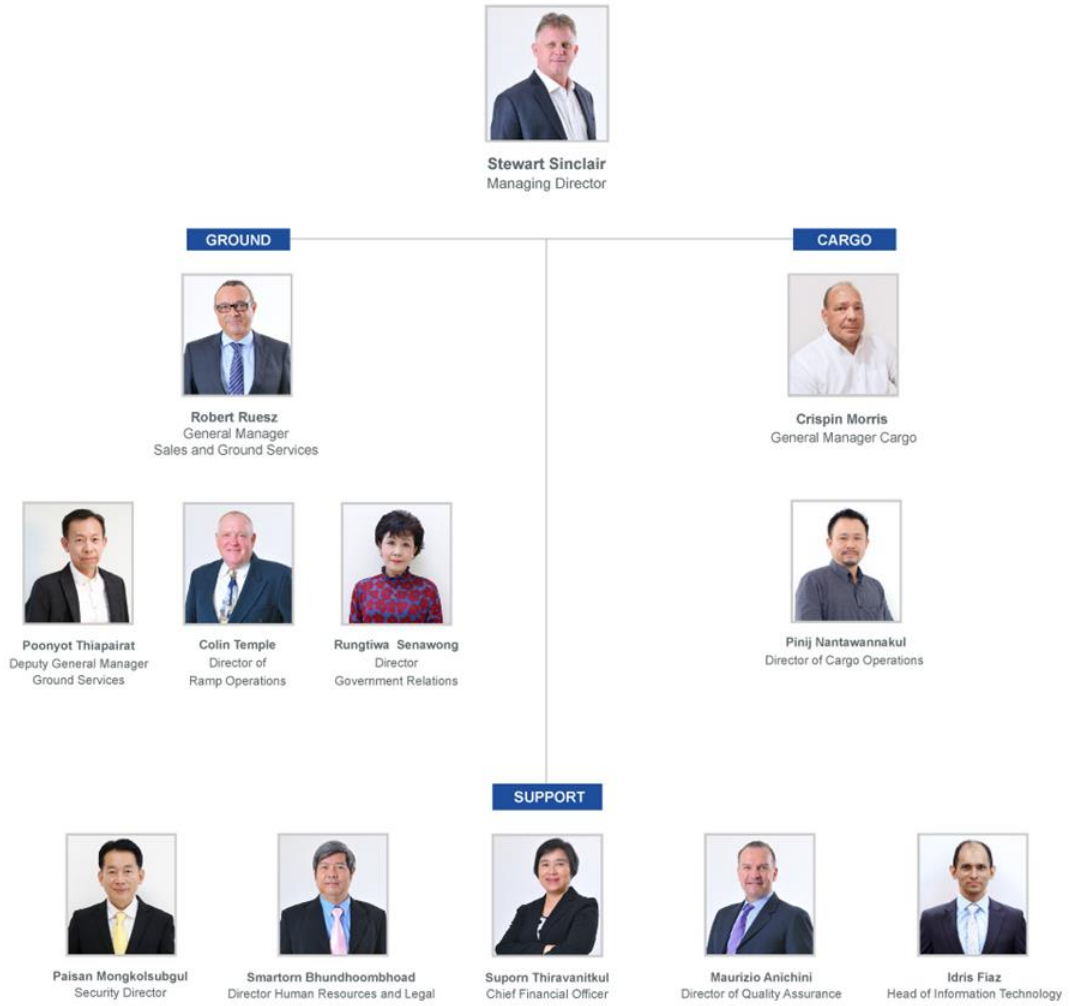 Stewart Sinclair
Managing Director
GROUND
CARGO
Robert Ruesz
General Manager
Sales and Ground Services
Crispin Morris
General Manager Cargo
Poonyot Thiapairat
Deputy General Manager
Ground Services
Colin Temple
Director of
Ramp Operations
Rungtiwa Senawong
Director
Government Relations
Pinij Nantawannakul
Director of Cargo Operations
SUPPORT
Paisan Mongkolsubgul
Security Director
Smartorn Bhundhoombhoad
Director Human Resources and Legal
Suporn Thiravanitkul
Chief Financial Officer
Maurizio Anichini
Director of Quality Assurance
Idris Fiaz
Head of Information Technology